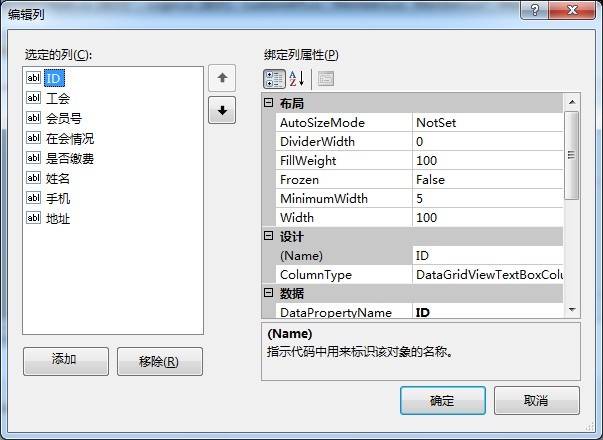 编辑列
选定的列(C):
abl ID
abl 工会
abl 会员号
abl 在会情况
abl 是否缴费
abl 姓名
abl 手机
abl 地址
添加
移除(R)
绑定列属性(P)
布局
AutoSizeMode NotSet
DividerWidth 0
FillWeight 100
Frozen False
MinimumWidth 5
Width 100
设计
(Name) ID
ColumnType DataGridViewTextBoxColu
数据
DataPropertyName ID
(Name)
指示代码中用来标识该对象的名称。
确定
取消